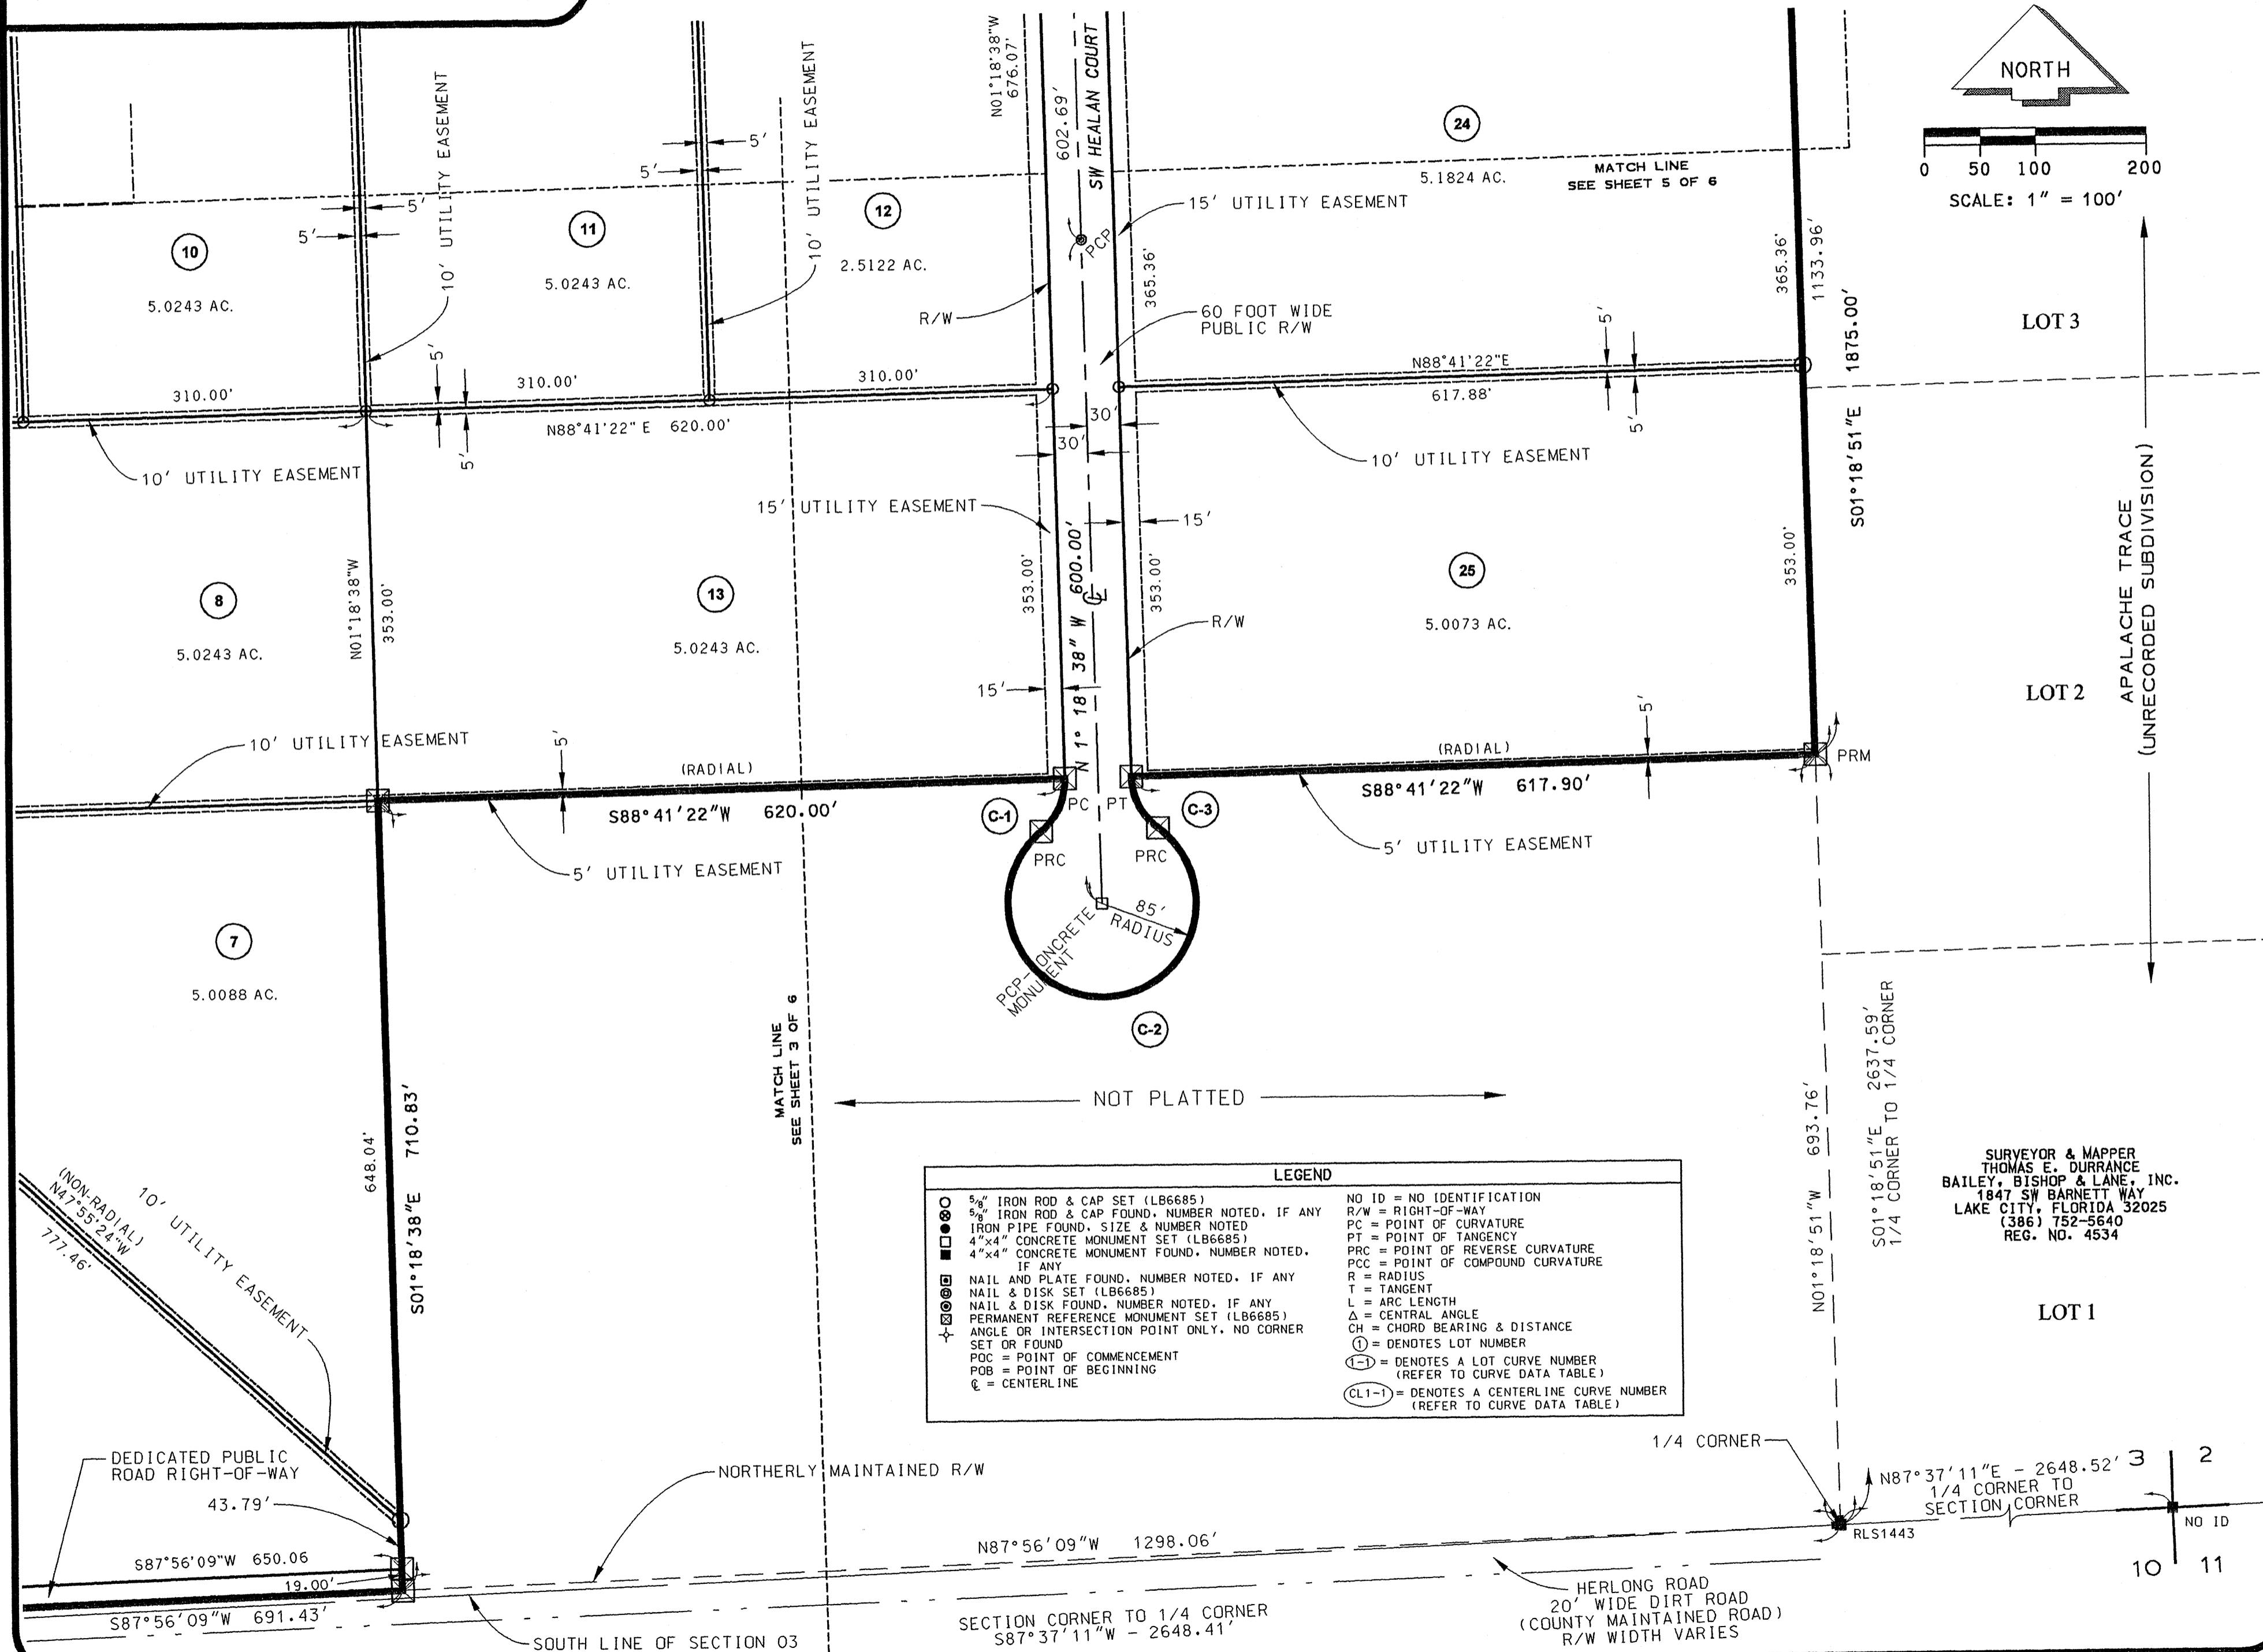 NORTH
0 50 100 200
SCALE: 1" = 100'
N01°18'38"W
676.07'
602.69'
SW HEALAN COURT
10' UTILITY EASEMENT
10' UTILITY EASEMENT
5'
5'
5'
5'
24
5.1824 AC.
MATCH LINE
SEE SHEET 5 OF 6
10
5.0243 AC.
11
5.0243 AC.
12
2.5122 AC.
PCP
15' UTILITY EASEMENT
365.36'
365.36'
1133.96'
R/W
60 FOOT WIDE
PUBLIC R/W
LOT 3
S01°18'51"E 1875.00'
310.00'
310.00'
310.00'
5'
5'
N88°41'22"E 620.00'
N88°41'22"E
617.88'
5'
5'
30'
30'
10' UTILITY EASEMENT
10' UTILITY EASEMENT
15' UTILITY EASEMENT
15'
APALACHE TRACE
(UNRECORDED SUBDIVISION)
8
5.0243 AC.
N01°18'38"W
353.00'
13
5.0243 AC.
353.00'
N 1° 18' 38" W 600.00'
℄
353.00'
R/W
25
5.0073 AC.
353.00'
LOT 2
15'
10' UTILITY EASEMENT
5'
(RADIAL)
S88°41'22"W 620.00'
5' UTILITY EASEMENT
C-1
PC
PT
C-3
PRC
PRC
(RADIAL)
S88°41'22"W 617.90'
5'
PRM
5' UTILITY EASEMENT
85'
RADIUS
PCP-CONCRETE
MONUMENT
C-2
7
5.0088 AC.
MATCH LINE
SEE SHEET 3 OF 6
NOT PLATTED
648.04'
S01°18'38"E 710.83'
N01°18'51"W 693.76'
S01°18'51"E 2637.59'
1/4 CORNER TO 1/4 CORNER
SURVEYOR & MAPPER
THOMAS E. DURRANCE
BAILEY, BISHOP & LANE, INC.
1847 SW BARNETT WAY
LAKE CITY, FLORIDA 32025
(386) 752-5640
REG. NO. 4534
LOT 1
(NON-RADIAL)
N47°55'24"W
777.46'
10' UTILITY EASEMENT
LEGEND
5/8" IRON ROD & CAP SET (LB6685)
5/8" IRON ROD & CAP FOUND, NUMBER NOTED, IF ANY
IRON PIPE FOUND, SIZE & NUMBER NOTED
4"x4" CONCRETE MONUMENT SET (LB6685)
4"x4" CONCRETE MONUMENT FOUND, NUMBER NOTED,
IF ANY
NAIL AND PLATE FOUND, NUMBER NOTED, IF ANY
NAIL & DISK SET (LB6685)
NAIL & DISK FOUND, NUMBER NOTED, IF ANY
PERMANENT REFERENCE MONUMENT SET (LB6685)
ANGLE OR INTERSECTION POINT ONLY, NO CORNER
SET OR FOUND
POC = POINT OF COMMENCEMENT
POB = POINT OF BEGINNING
℄ = CENTERLINE
NO ID = NO IDENTIFICATION
R/W = RIGHT-OF-WAY
PC = POINT OF CURVATURE
PT = POINT OF TANGENCY
PRC = POINT OF REVERSE CURVATURE
PCC = POINT OF COMPOUND CURVATURE
R = RADIUS
T = TANGENT
L = ARC LENGTH
Δ = CENTRAL ANGLE
CH = CHORD BEARING & DISTANCE
1 = DENOTES LOT NUMBER
1-1 = DENOTES A LOT CURVE NUMBER
(REFER TO CURVE DATA TABLE)
CL1-1 = DENOTES A CENTERLINE CURVE NUMBER
(REFER TO CURVE DATA TABLE)
DEDICATED PUBLIC
ROAD RIGHT-OF-WAY
43.79'
S87°56'09"W 650.06
19.00'
S87°56'09"W 691.43'
NORTHERLY MAINTAINED R/W
SOUTH LINE OF SECTION 03
N87°56'09"W 1298.06'
SECTION CORNER TO 1/4 CORNER
S87°37'11"W - 2648.41'
1/4 CORNER
RLS1443
N87°37'11"E - 2648.52'
1/4 CORNER TO
SECTION CORNER
3
2
NO ID
10
11
HERLONG ROAD
20' WIDE DIRT ROAD
(COUNTY MAINTAINED ROAD)
R/W WIDTH VARIES